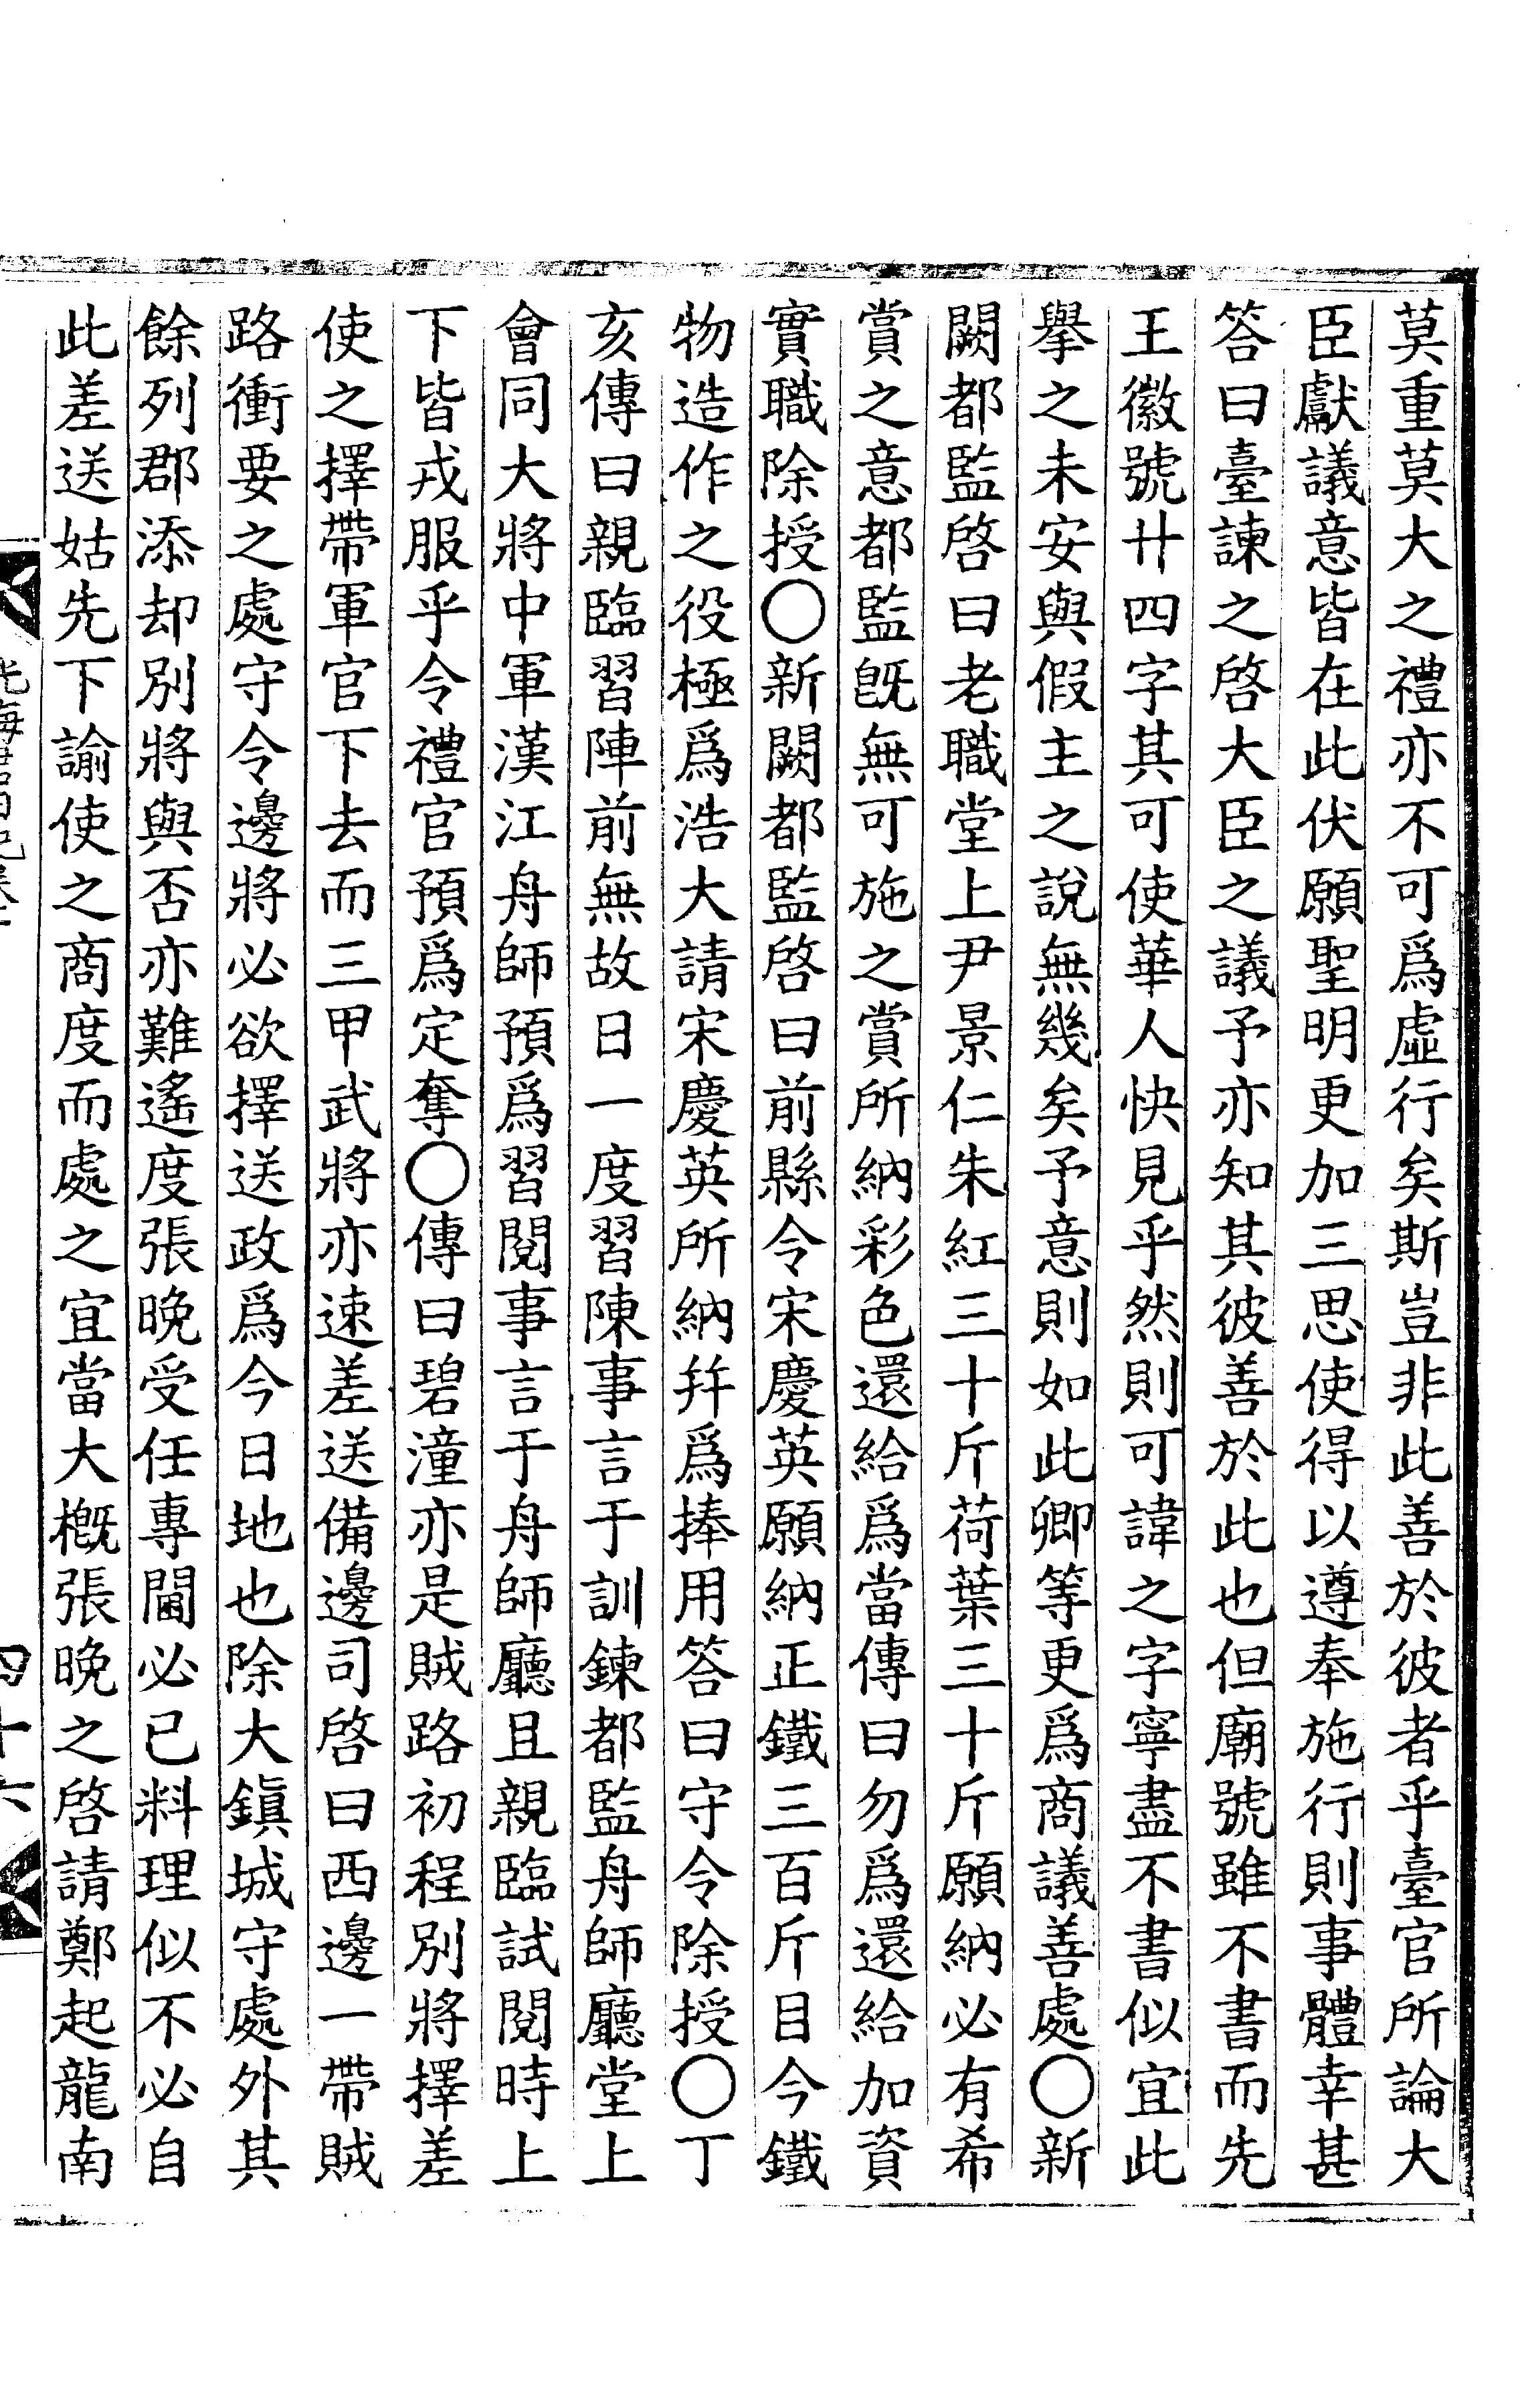 莫重莫大之禮亦不可爲虛行矣斯豈非此善於彼者乎臺官所論大
臣獻議意皆在此伏願聖明更加三思使得以遵奉施行則事體幸甚
答曰臺諫之啓大臣之議予亦知其彼善於此也但廟號雖不書而先
王徽號廿四字其可使華人快見乎然則可諱之字寧盡不書似宜此
擧之未安與假主之說無幾矣予意則如此卿等更爲商議善處○新
闕都監啓曰老職堂上尹景仁朱紅三十斤荷葉三十斤願納必有希
賞之意都監旣無可施之賞所納彩色還給爲當傳曰勿爲還給加資
實職除授○新闕都監啓曰前縣令宋慶英願納正鐵三百斤目今鐵
物造作之役極爲浩大請宋慶英所納幷爲捧用答曰守令除授○丁
亥傳曰親臨習陣前無故日一度習陳事言于訓鍊都監舟師廳堂上
會同大將中軍漢江舟師預爲習閱事言于舟師廳且親臨試閱時上
下皆戎服乎令禮官預爲定奪○傳曰碧潼亦是賊路初程別將擇差
使之擇帶軍官下去而三甲武將亦速差送備邊司啓曰西邊一帶賊
路衝要之處守令邊將必欲擇送政爲今日地也除大鎭城守處外其
餘列郡添却別將與否亦難遙度張晩受任專閫必已料理似不必自
此差送姑先下諭使之商度而處之宜當大槪張晩之啓請鄭起龍南
光海君日記卷
四十六